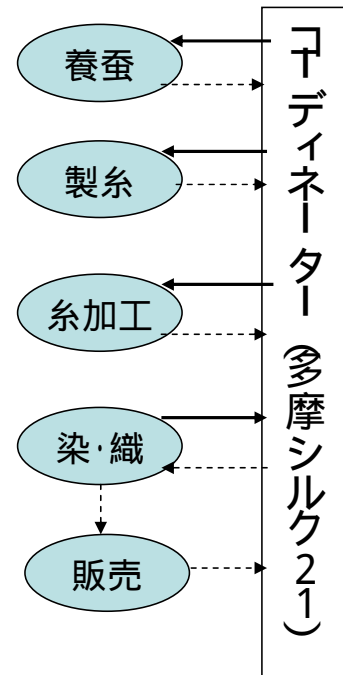 養蚕
製糸
糸加工
染・織
販売
コーディネーター(多摩シルク21)